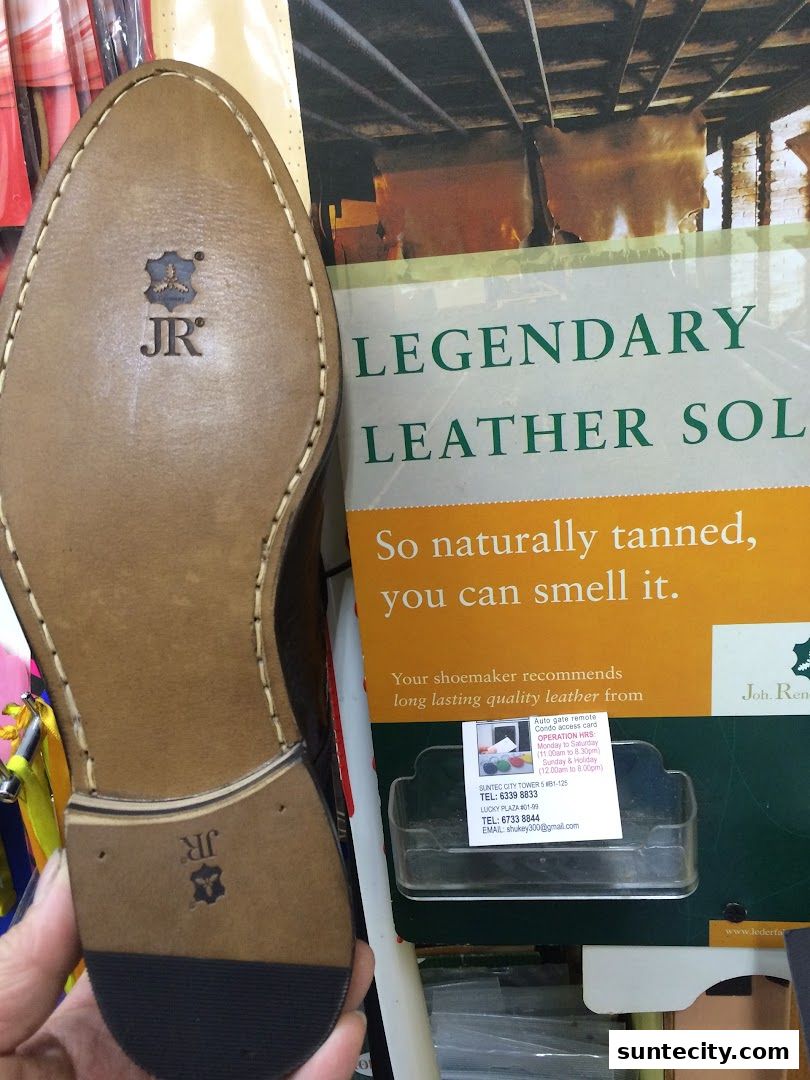 JR
JR
LEGENDARY
LEATHER SOL
So naturally tanned,
you can smell it.
Your shoemaker recommends
long lasting quality leather from
Joh. Ren
Auto gate remote
Condo access card
OPERATION HRS:
Monday to Saturday
(11.00am to 8.30pm)
Sunday & Holiday
(12.00am to 8.00pm)
SUNTEC CITY TOWER 5 #B1-125
TEL: 6339 8833
LUCKY PLAZA #01-99
TEL: 6733 8844
EMAIL: shukey300@gmail.com
www.lederfa
suntecity.com